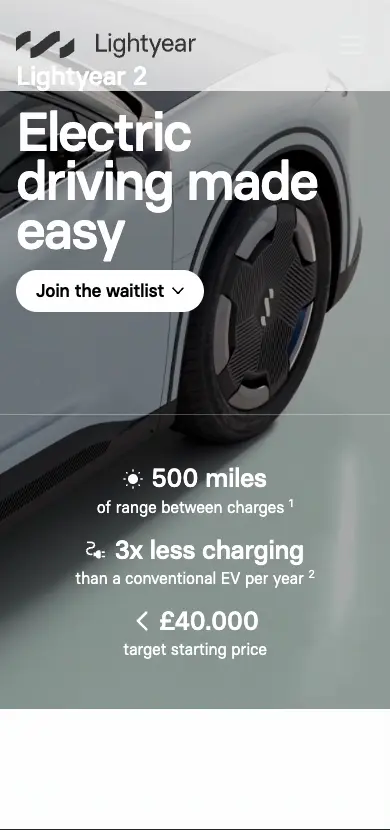 Lightyear
Lightyear 2
Electric
driving made
easy
Join the waitlist
500 miles
of range between charges 1
3x less charging
than a conventional EV per year 2
< £40.000
target starting price